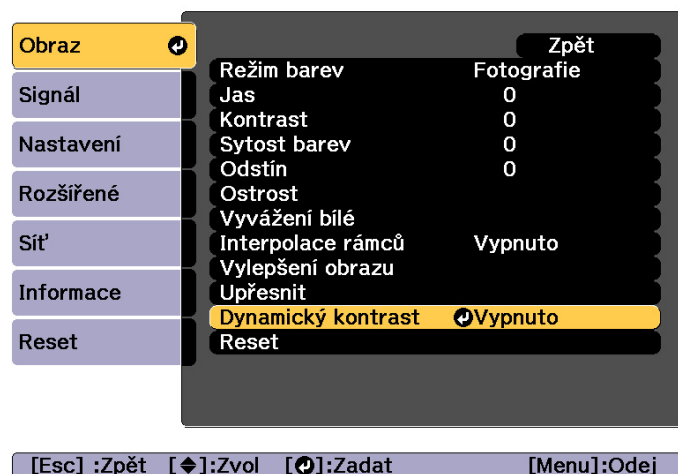 Obraz
Signál
Nastavení
Rozšířené
Síť
Informace
Reset
Zpět
Režim barev Fotografie
Jas 0
Kontrast 0
Sytost barev 0
Odstín 0
Ostrost
Vyvážení bílé
Interpolace rámců Vypnuto
Vylepšení obrazu
Upřesnit
Dynamický kontrast Vypnuto
Reset
[Esc] :Zpět [◆]:Zvol [↵]:Zadat [Menu]:Odej